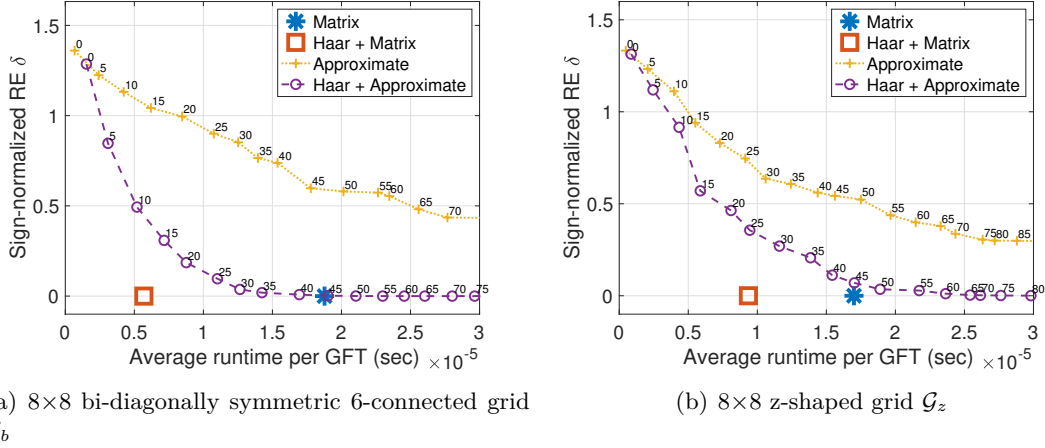 1.5
1
0.5
0
Sign-normalized RE δ
Matrix
Haar + Matrix
Approximate
Haar + Approximate
0 5 10 15 20 25 30 35 40 45 50 55 60 65 70
0 5 10 15 20 25 30 35 40 45 50 55 60 65 70 75
0 0.5 1 1.5 2 2.5 3
Average runtime per GFT (sec) ×10⁻⁵
a) 8×8 bi-diagonally symmetric 6-connected grid
b
1.5
1
0.5
0
Sign-normalized RE δ
Matrix
Haar + Matrix
Approximate
Haar + Approximate
0 5 10 15 20 25 30 35 40 45 50 55 60 65 70 75 80 85
0 5 10 15 20 25 30 35 40 45 50 55 60 65 70 75 80
0 0.5 1 1.5 2 2.5 3
Average runtime per GFT (sec) ×10⁻⁵
(b) 8×8 z-shaped grid 𝒢z